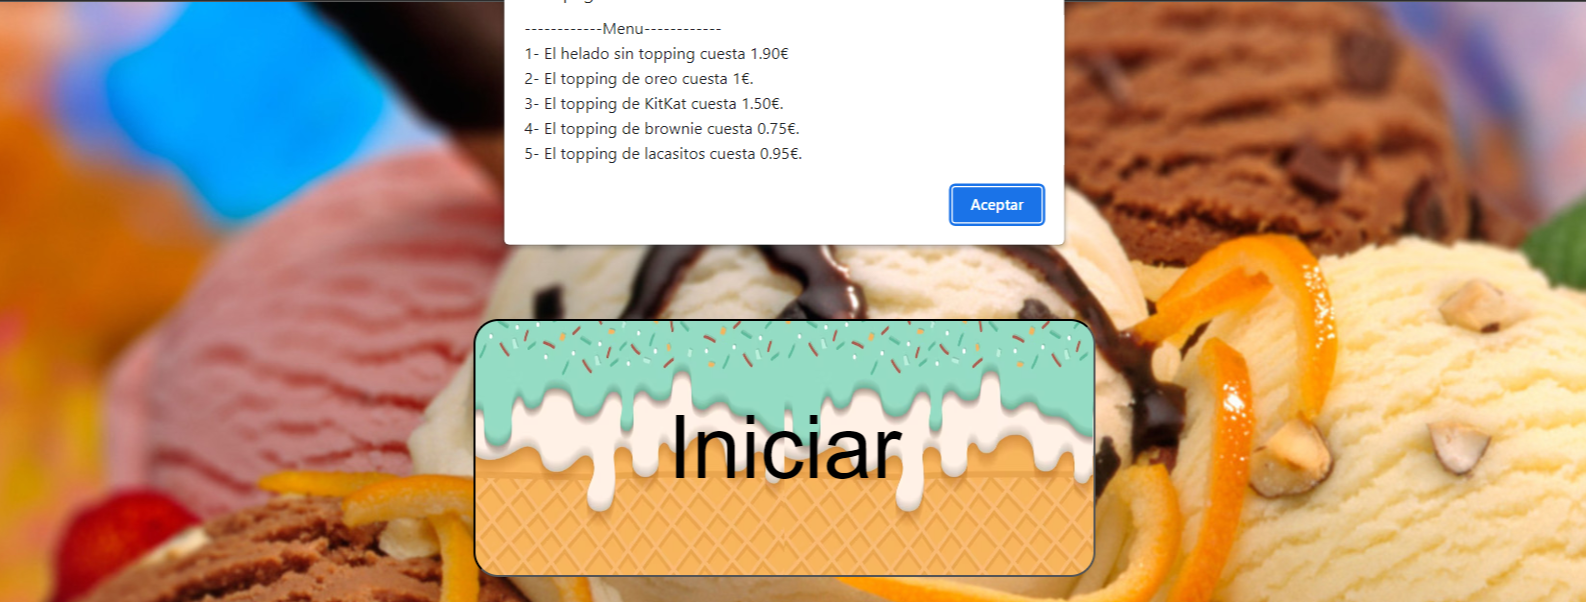 ------------Menu------------
1- El helado sin topping cuesta 1.90€
2- El topping de oreo cuesta 1€.
3- El topping de KitKat cuesta 1.50€.
4- El topping de brownie cuesta 0.75€.
5- El topping de lacasitos cuesta 0.95€.
Aceptar
Iniciar